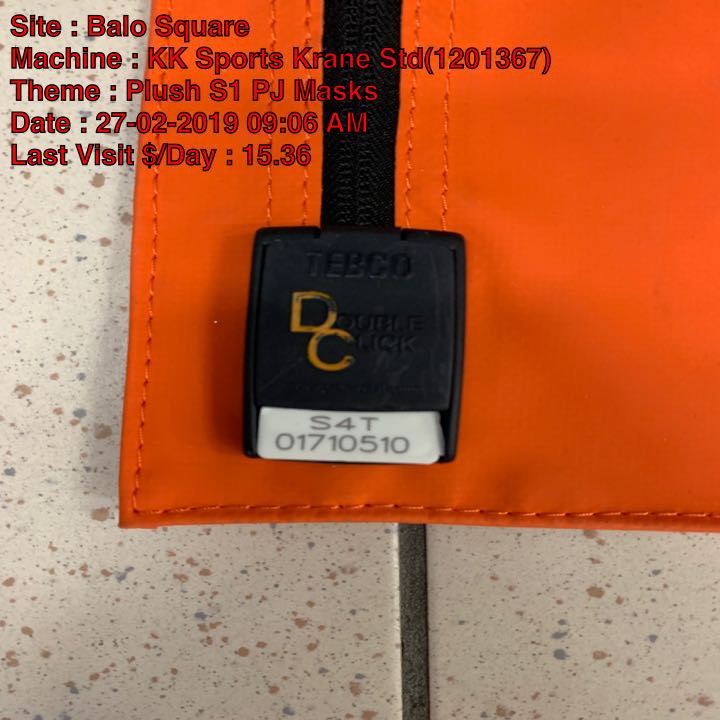 Site : Balo Square
Machine : KK Sports Krane Std(1201367)
Theme : Plush S1 PJ Masks
Date : 27-02-2019 09:06 AM
Last Visit $/Day : 15.36
TEBCO
DOUBLE
CLICK
S4T
01710510